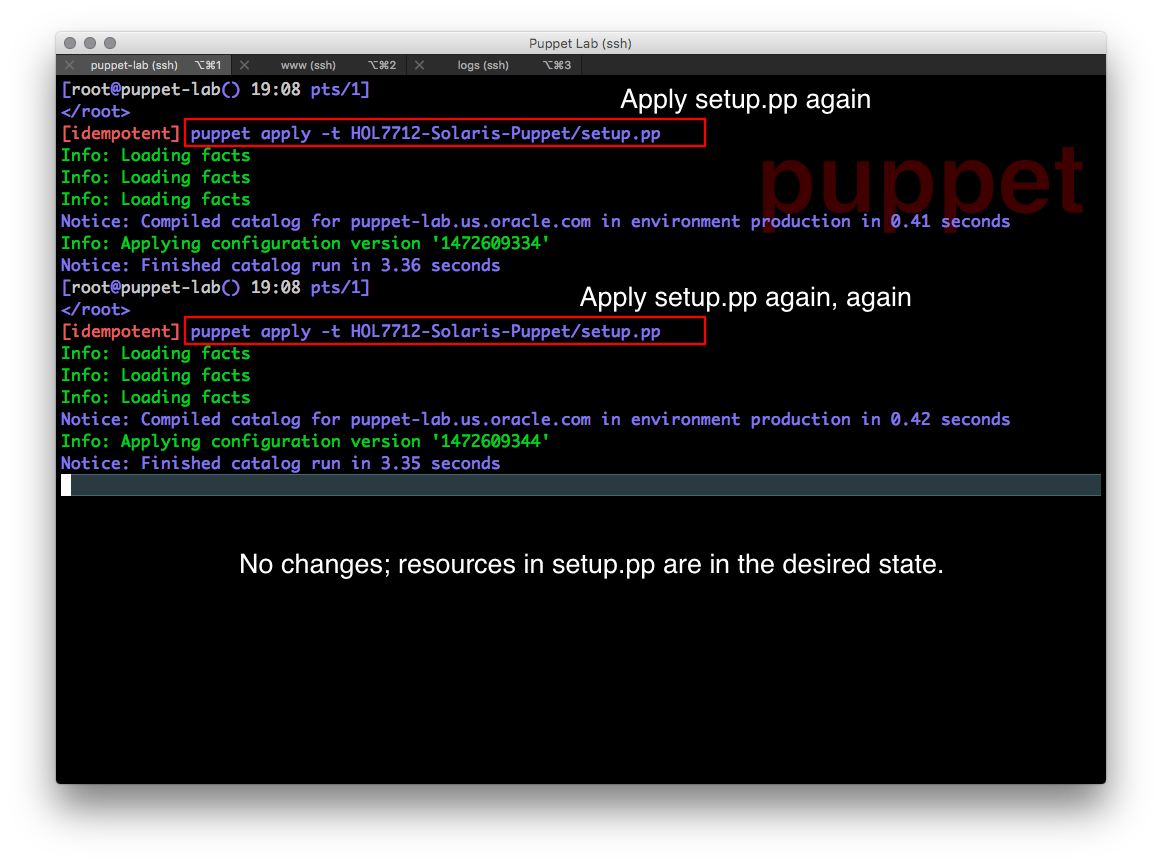 Puppet Lab (ssh)
puppet-lab (ssh) ⌥⌘1 www (ssh) ⌥⌘2 logs (ssh) ⌥⌘3
[root@puppet-lab() 19:08 pts/1]
Apply setup.pp again
</root>
[idempotent] puppet apply -t HOL7712-Solaris-Puppet/setup.pp
Info: Loading facts
Info: Loading facts
puppet
Info: Loading facts
Notice: Compiled catalog for puppet-lab.us.oracle.com in environment production in 0.41 seconds
Info: Applying configuration version '1472609334'
Notice: Finished catalog run in 3.36 seconds
[root@puppet-lab() 19:08 pts/1]
Apply setup.pp again, again
</root>
[idempotent] puppet apply -t HOL7712-Solaris-Puppet/setup.pp
Info: Loading facts
Info: Loading facts
Info: Loading facts
Notice: Compiled catalog for puppet-lab.us.oracle.com in environment production in 0.42 seconds
Info: Applying configuration version '1472609344'
Notice: Finished catalog run in 3.35 seconds
No changes; resources in setup.pp are in the desired state.